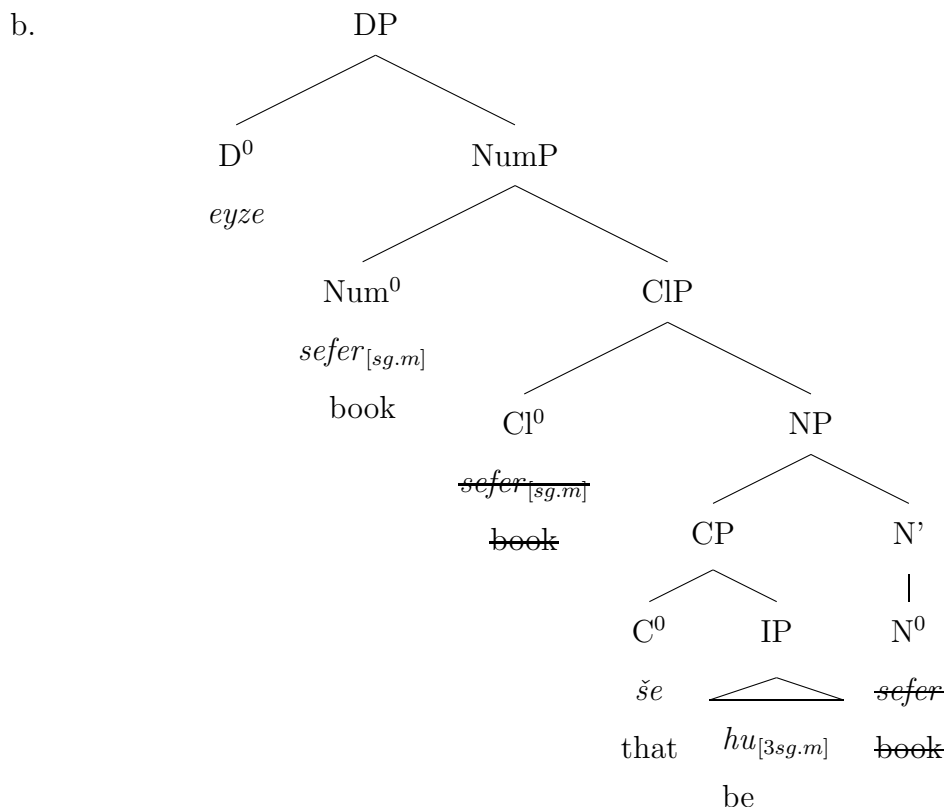 b. DP
D⁰ NumP
eyze
Num⁰ ClP
sefer[sg.m]
book
Cl⁰ NP
sefer[sg.m]
book
CP N'
C⁰ IP N⁰
še sefer
that hu[3sg.m] book
be